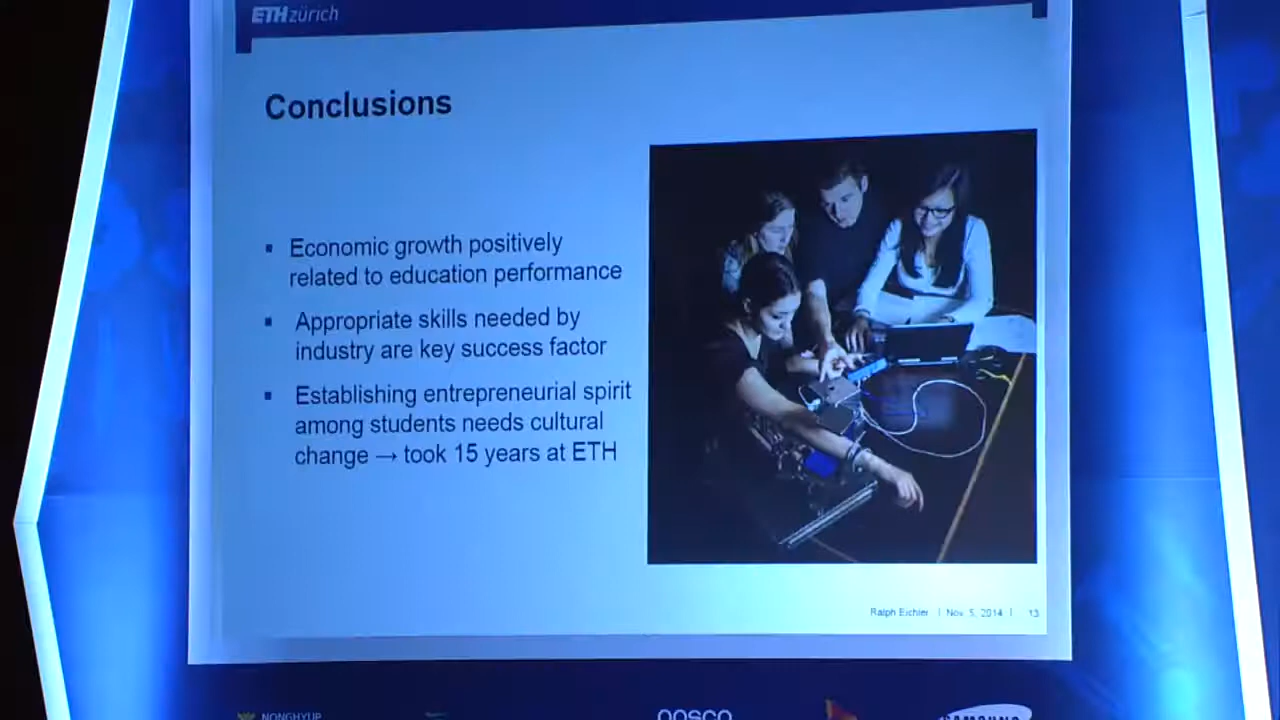 ETH zürich
Conclusions
▪ Economic growth positively
related to education performance
▪ Appropriate skills needed by
industry are key success factor
▪ Establishing entrepreneurial spirit
among students needs cultural
change → took 15 years at ETH
Ralph Eichler | Nov. 5, 2014 | 13
NONGHYUP posco SAMSUNG